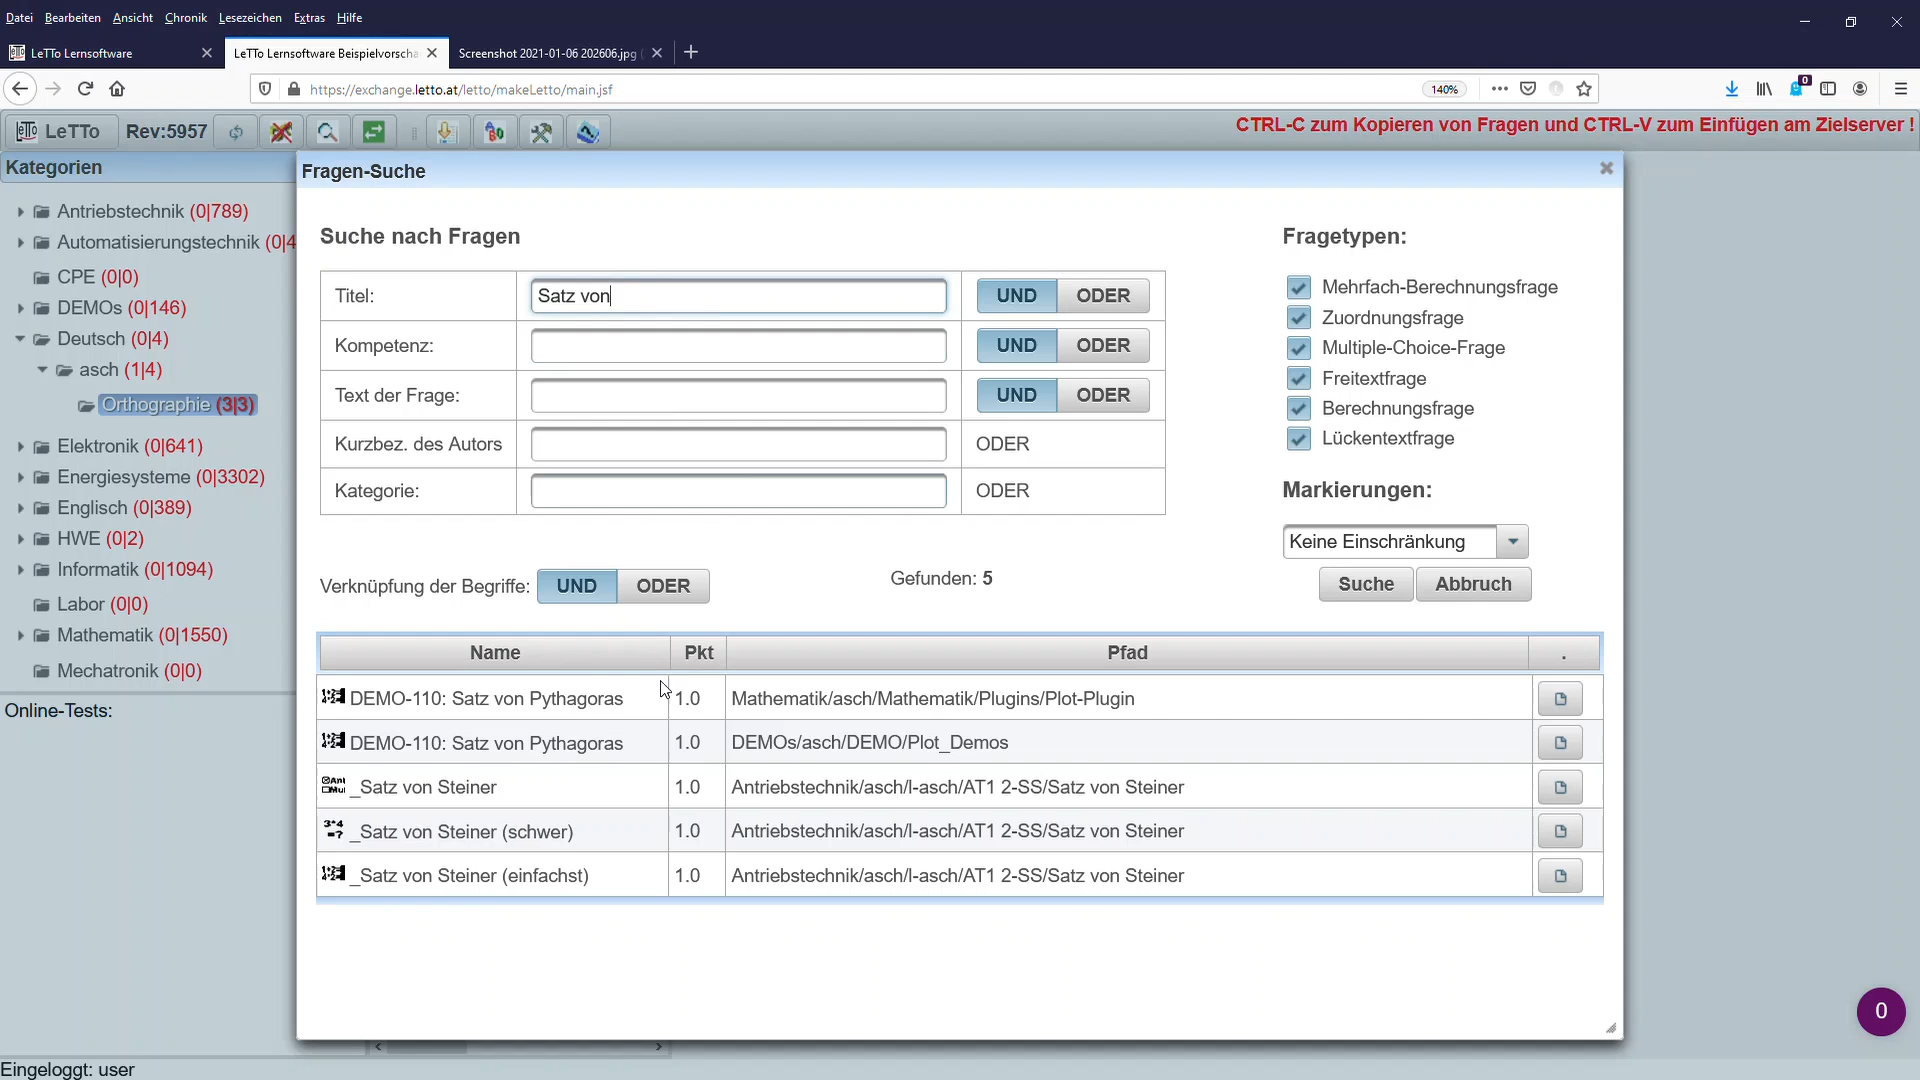 Datei Bearbeiten Ansicht Chronik Lesezeichen Extras Hilfe
LeTTo Lernsoftware
LeTTo Lernsoftware Beispielvorscha
Screenshot 2021-01-06 202606.jpg
https://exchange.letto.at/letto/makeLetto/main.jsf
140%
0
LeTTo Rev:5957
CTRL-C zum Kopieren von Fragen und CTRL-V zum Einfügen am Zielserver !
Kategorien
Antriebstechnik (0|789)
Automatisierungstechnik (0|4
CPE (0|0)
DEMOs (0|146)
Deutsch (0|4)
asch (1|4)
Orthographie (3|3)
Elektronik (0|641)
Energiesysteme (0|3302)
Englisch (0|389)
HWE (0|2)
Informatik (0|1094)
Labor (0|0)
Mathematik (0|1550)
Mechatronik (0|0)
Online-Tests:
Fragen-Suche
Suche nach Fragen
Titel: Satz von UND ODER
Kompetenz: UND ODER
Text der Frage: UND ODER
Kurzbez. des Autors ODER
Kategorie: ODER
Fragetypen:
Mehrfach-Berechnungsfrage
Zuordnungsfrage
Multiple-Choice-Frage
Freitextfrage
Berechnungsfrage
Lückentextfrage
Markierungen:
Keine Einschränkung
Verknüpfung der Begriffe: UND ODER
Gefunden: 5
Suche Abbruch
Name Pkt Pfad .
DEMO-110: Satz von Pythagoras 1.0 Mathematik/asch/Mathematik/Plugins/Plot-Plugin
DEMO-110: Satz von Pythagoras 1.0 DEMOs/asch/DEMO/Plot_Demos
_Satz von Steiner 1.0 Antriebstechnik/asch/l-asch/AT1 2-SS/Satz von Steiner
_Satz von Steiner (schwer) 1.0 Antriebstechnik/asch/l-asch/AT1 2-SS/Satz von Steiner
_Satz von Steiner (einfachst) 1.0 Antriebstechnik/asch/l-asch/AT1 2-SS/Satz von Steiner
0
Eingeloggt: user